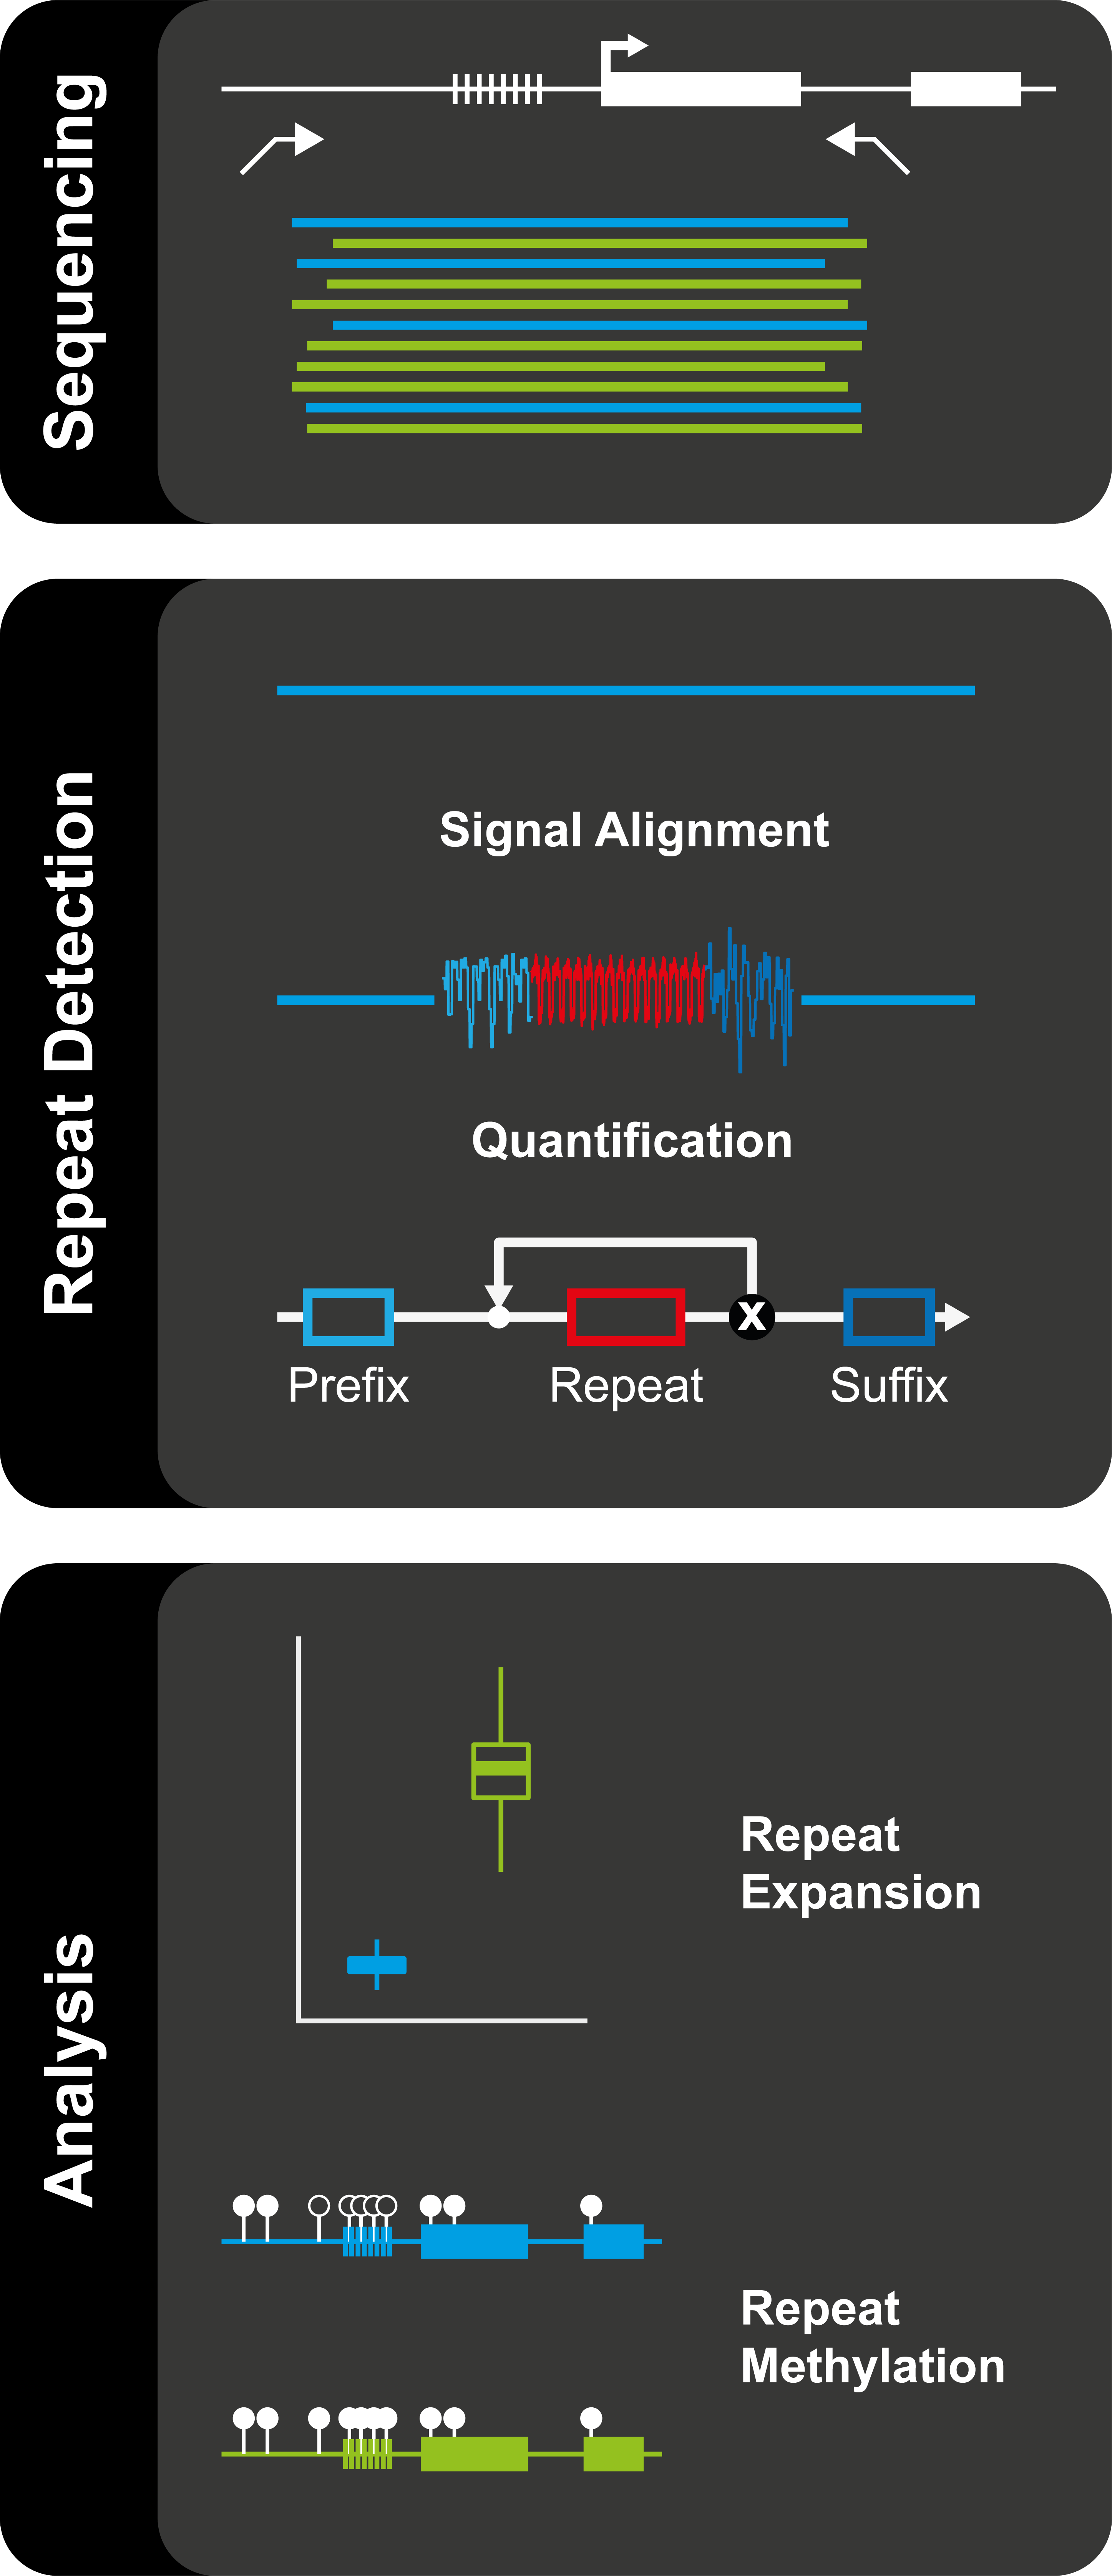 Sequencing
Repeat Detection
Signal Alignment
Quantification
X
Prefix
Repeat
Suffix
Analysis
Repeat
Expansion
Repeat
Methylation